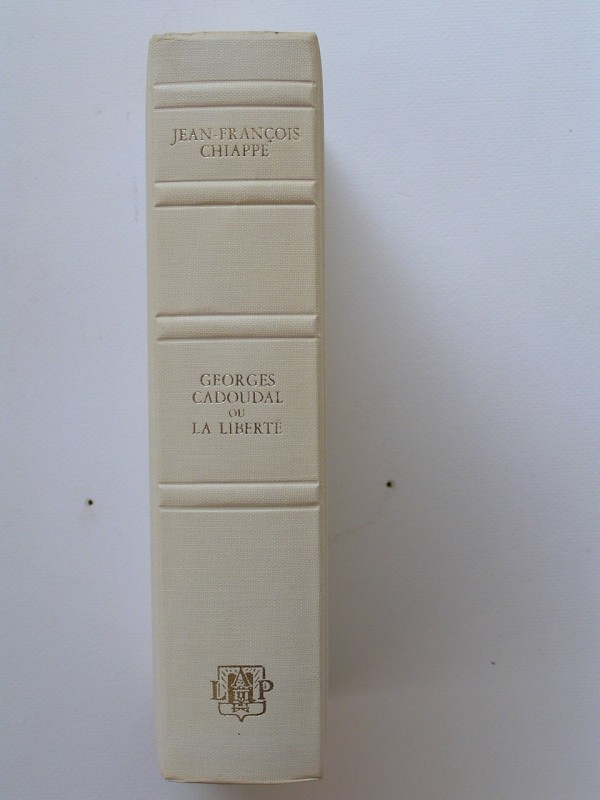 JEAN-FRANÇOIS
CHIAPPE
GEORGES
CADOUDAL
OU
LA LIBERTÉ
L A P